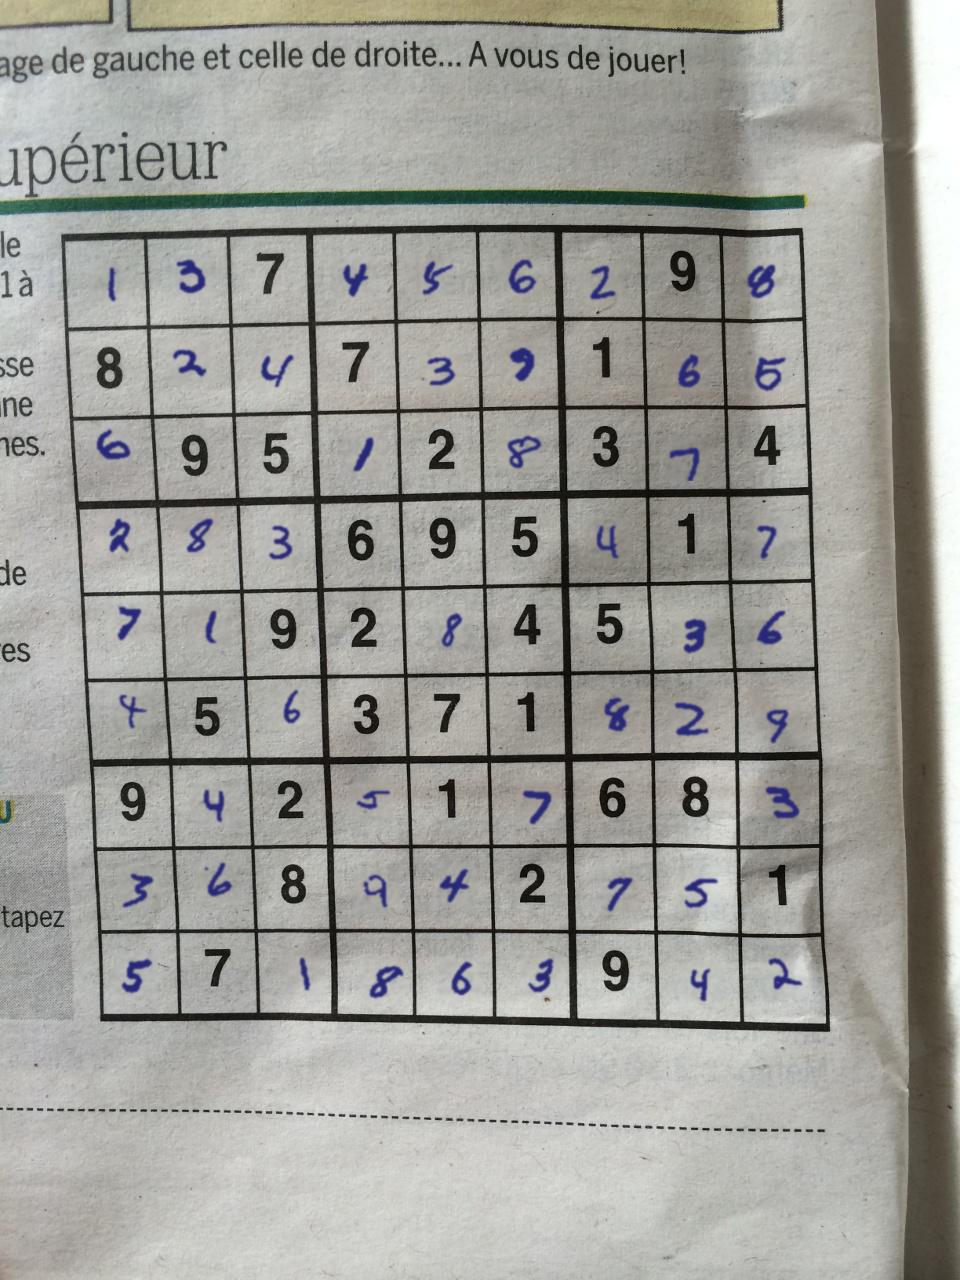 age de gauche et celle de droite... A vous de jouer!
upérieur
le
1 à
sse
ne
nes.
de
res
U
tapez
1 3 7 4 5 6 2 9 8
8 2 4 7 3 9 1 6 5
6 9 5 1 2 8 3 7 4
2 8 3 6 9 5 4 1 7
7 1 9 2 8 4 5 3 6
4 5 6 3 7 1 8 2 9
9 4 2 5 1 7 6 8 3
3 6 8 9 4 2 7 5 1
5 7 1 8 6 3 9 4 2